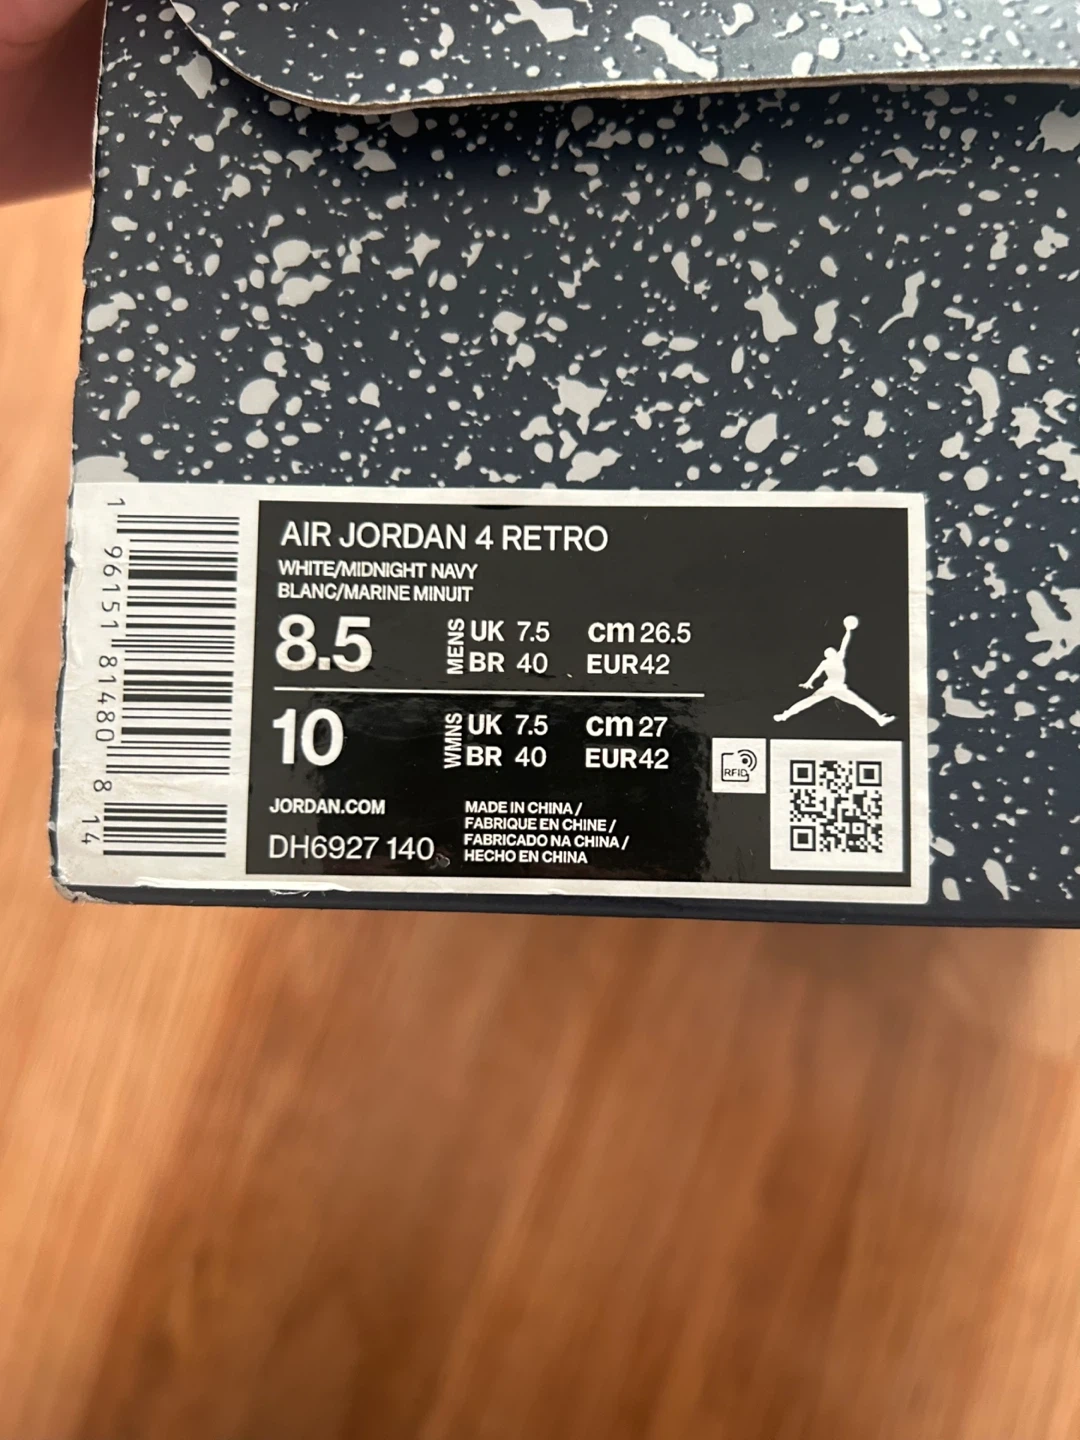 AIR JORDAN 4 RETRO
WHITE/MIDNIGHT NAVY
BLANC/MARINE MINUIT
8.5 MENS UK 7.5 cm 26.5
BR 40 EUR42
10 WMNS UK 7.5 cm 27
BR 40 EUR42
RFID
JORDAN.COM
DH6927 140
MADE IN CHINA /
FABRIQUE EN CHINE /
FABRICADO NA CHINA /
HECHO EN CHINA
1 96151 81480 8 14